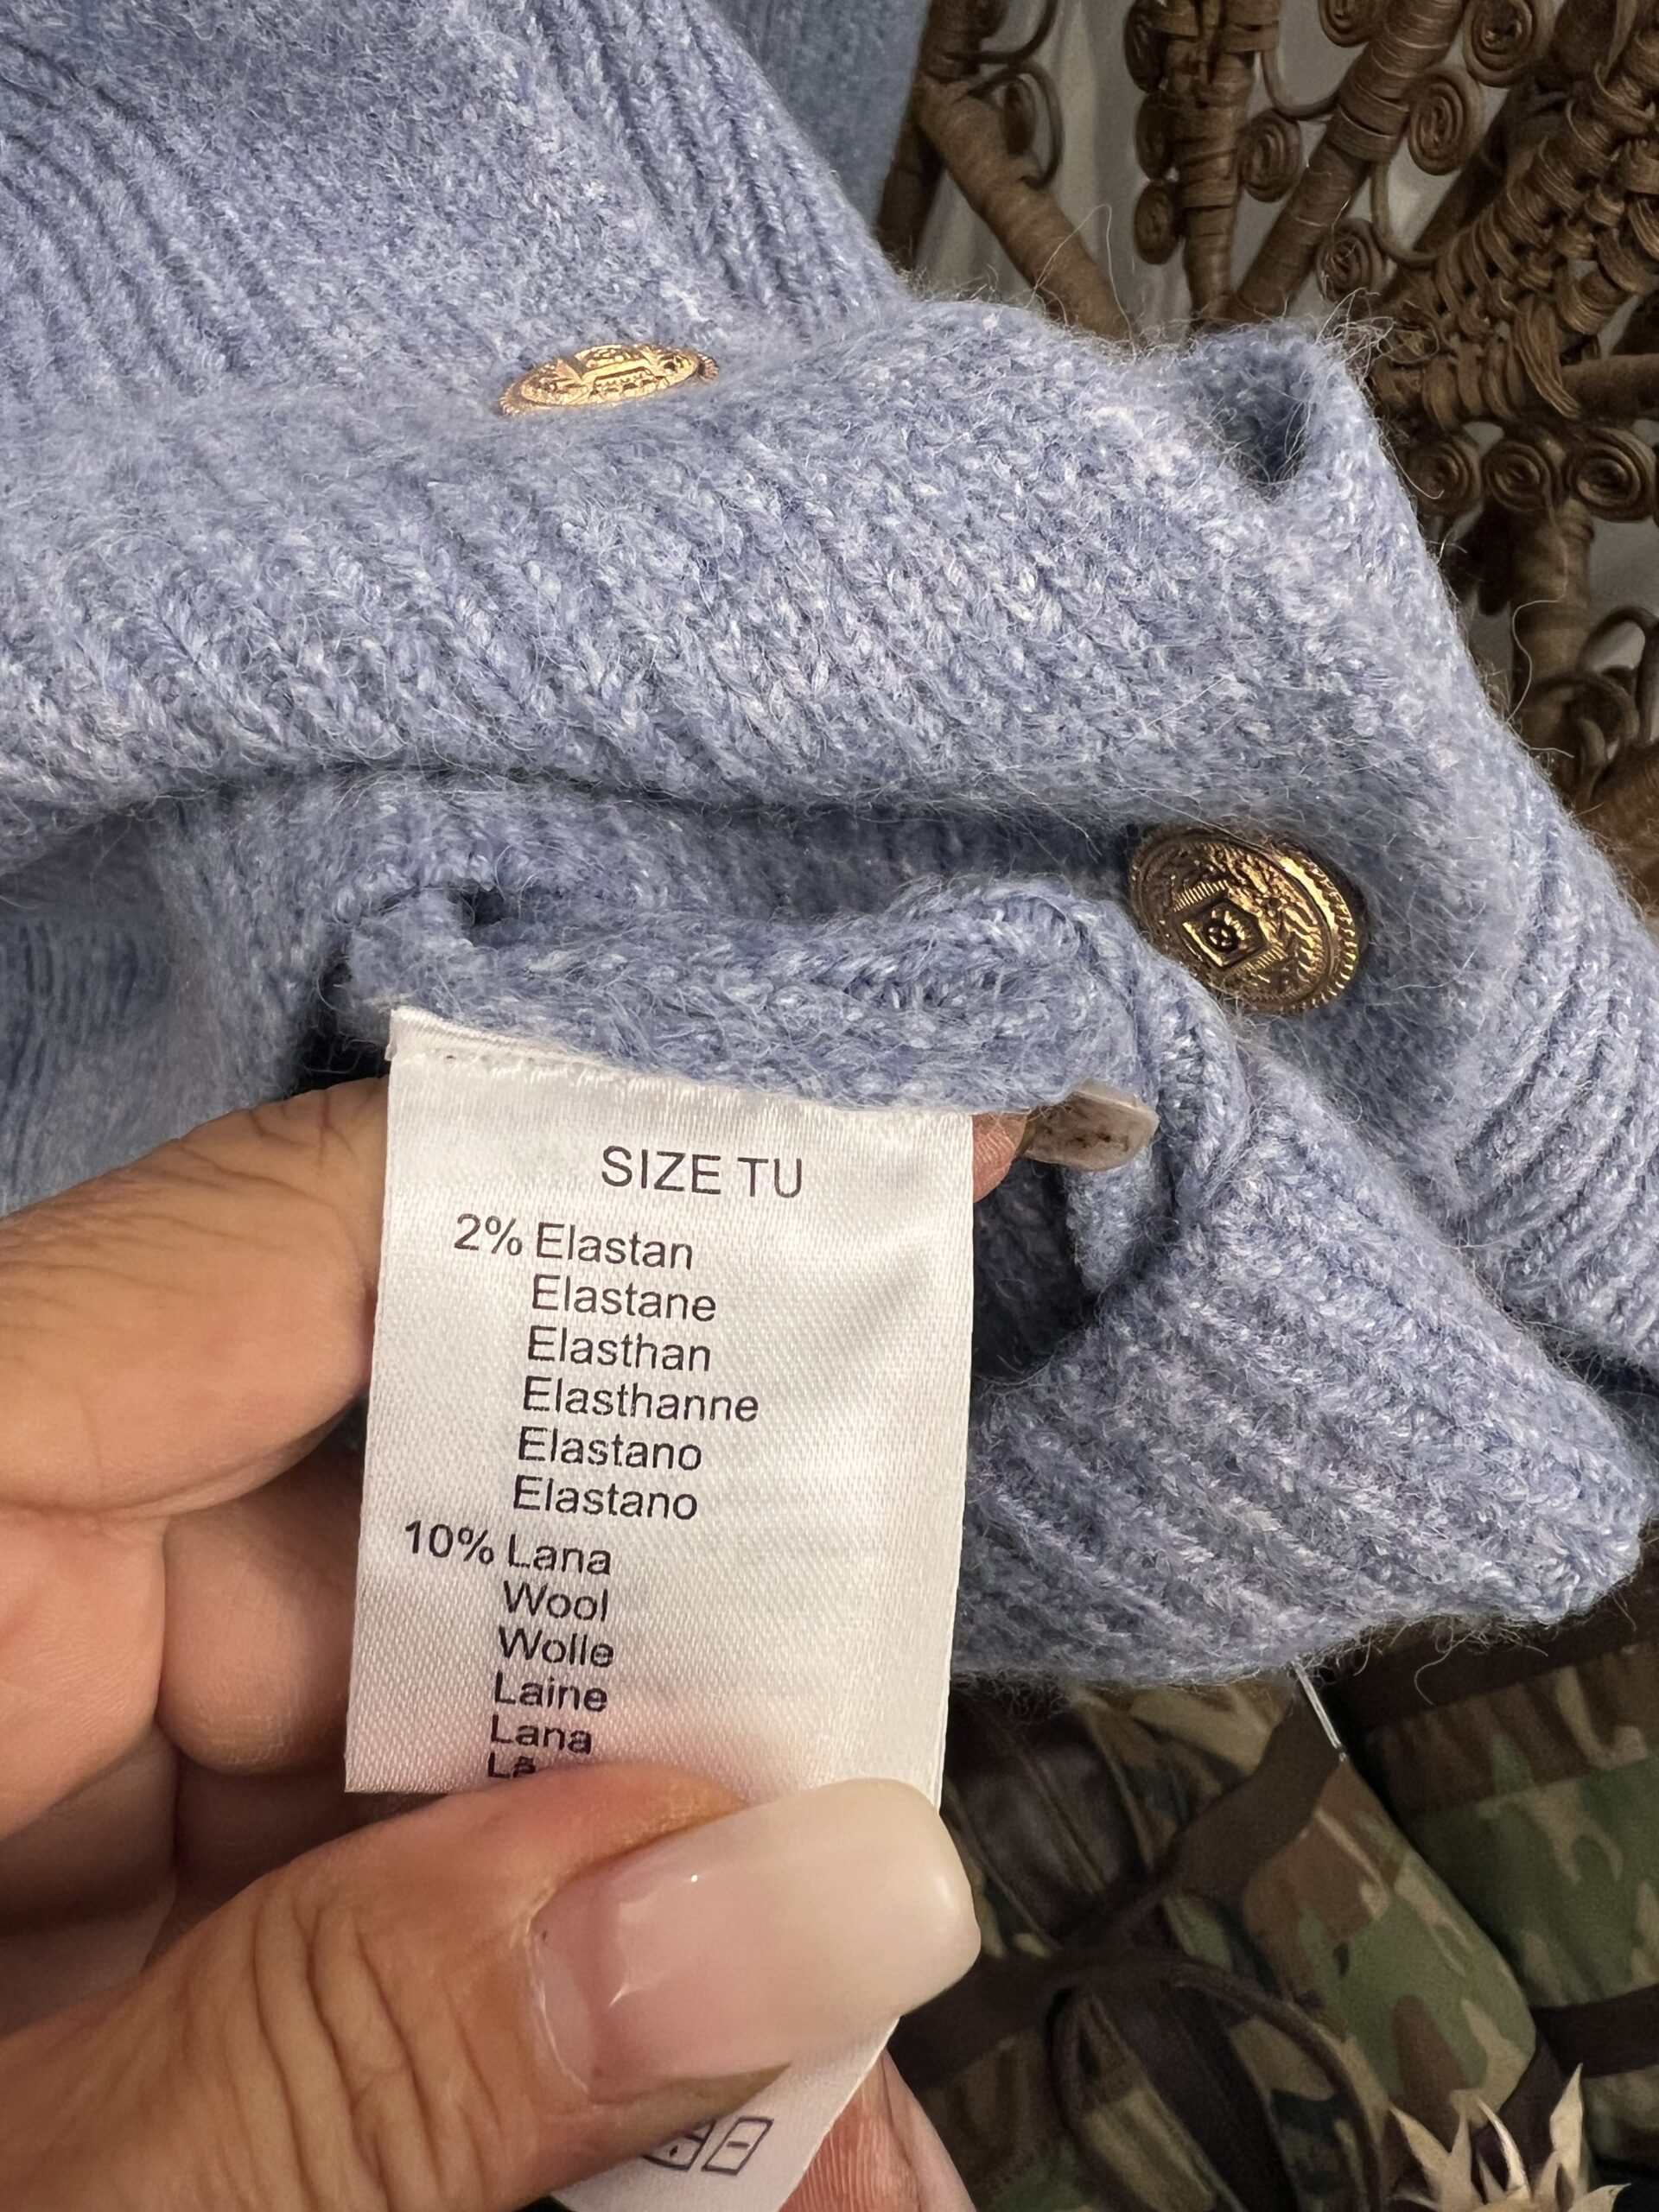 SIZE TU
2% Elastan
Elastane
Elasthan
Elasthanne
Elastano
Elastano
10% Lana
Wool
Wolle
Laine
Lana